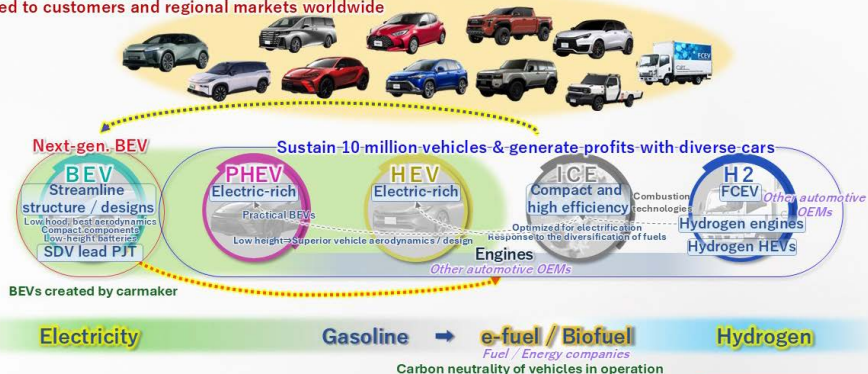 ed to customers and regional markets worldwide
FCEV
Next-gen. BEV
Sustain 10 million vehicles & generate profits with diverse cars
BEV
Streamline
structure / designs
Low hood, best aerodynamics
Compact components
Low-height batteries
SDV lead PJT
PHEV
Electric-rich
Practical BEVs
Low height⇒Superior vehicle aerodynamics / design
HEV
Electric-rich
ICE
Compact and
high efficiency
Combustion
technologies
Optimized for electrification
Response to the diversification of fuels
H2
FCEV
Other automotive
OEMs
Hydrogen engines
Hydrogen HEVs
Engines
Other automotive OEMs
BEVs created by carmaker
Electricity
Gasoline ➡ e-fuel / Biofuel
Hydrogen
Fuel / Energy companies
Carbon neutrality of vehicles in operation